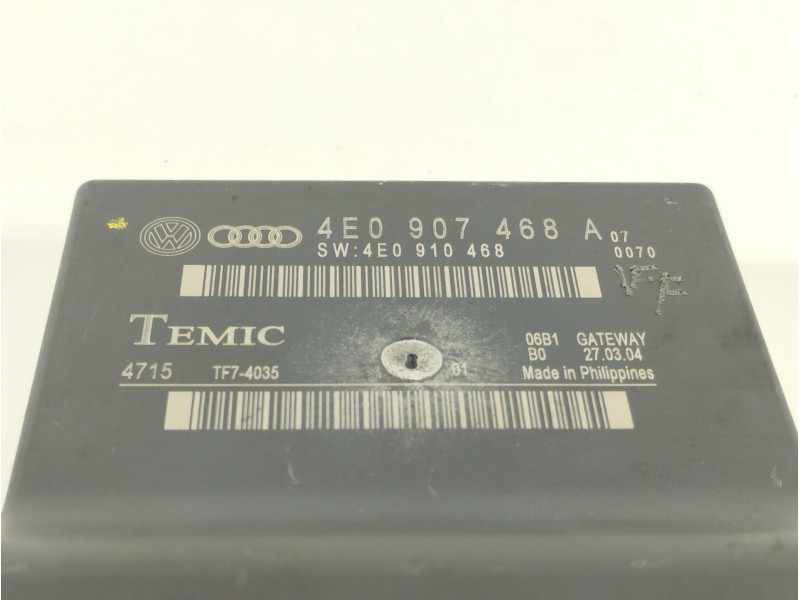 4E0 907 468 A 07
SW:4E0 910 468 0070
TEMIC
06B1 GATEWAY
B0 27.03.04
4715 TF7-4035 01 Made in Philippines